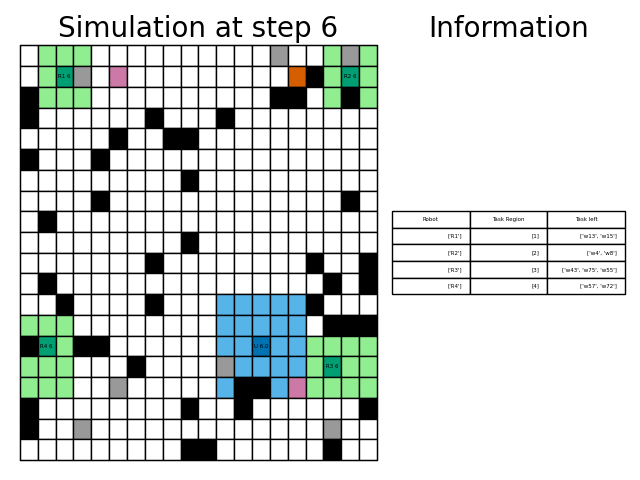 Simulation at step 6
Information
R1 6
R2 6
Robot
Task Region
Task left
['R1']
[1]
['w13', 'w15']
['R2']
[2]
['w4', 'w8']
['R3']
[3]
['w43', 'w75', 'w55']
['R4']
[4]
['w57', 'w72']
R4 6
U 6.0
R3 6